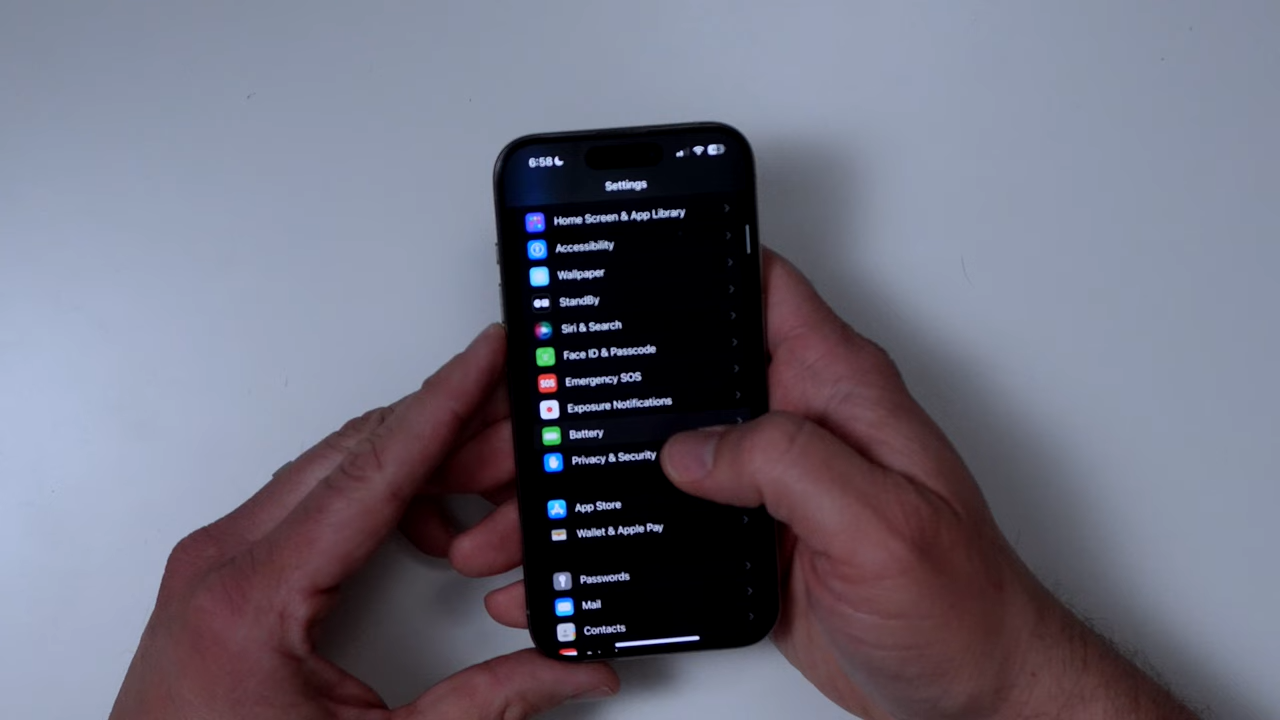 6:58
Settings
Home Screen & App Library
Accessibility
Wallpaper
StandBy
Siri & Search
Face ID & Passcode
SOS
Emergency SOS
Exposure Notifications
Battery
Privacy & Security
App Store
Wallet & Apple Pay
Passwords
Mail
Contacts